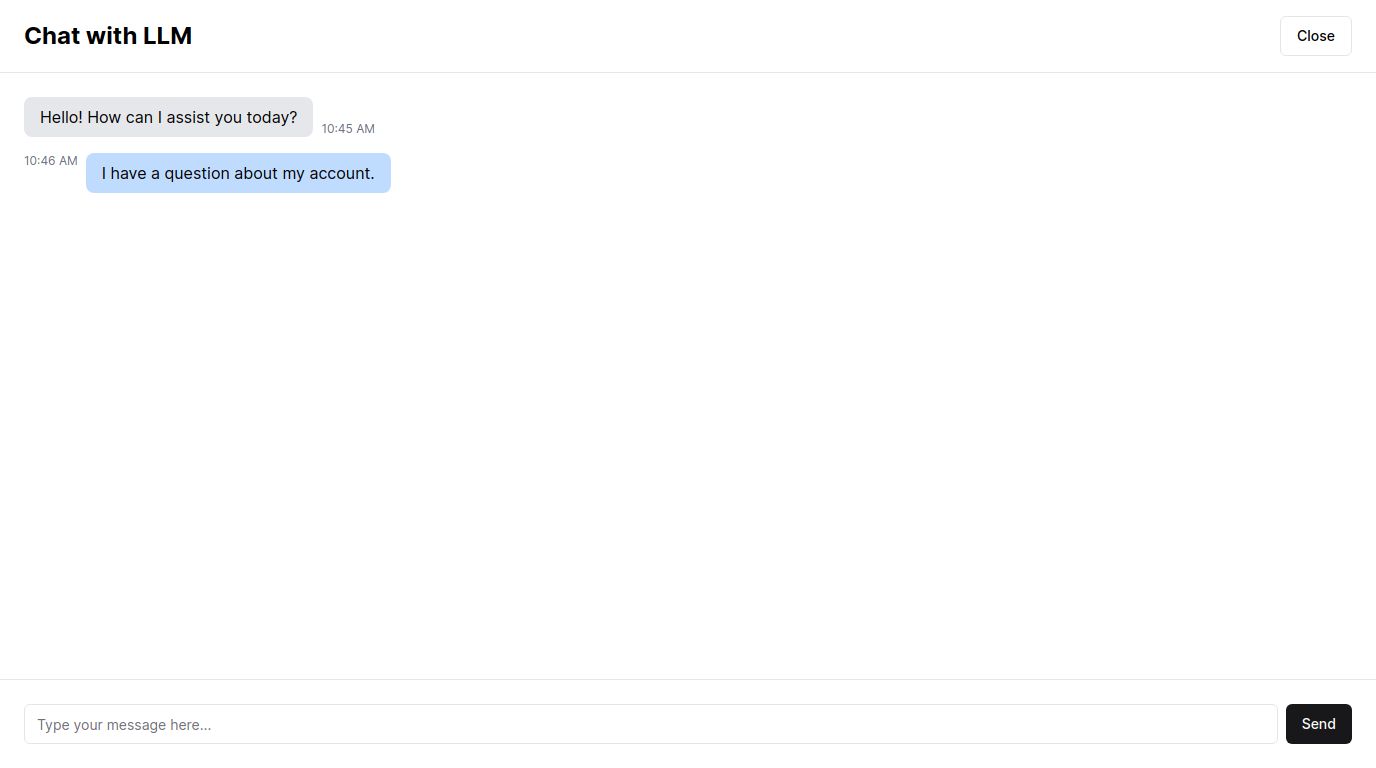 Chat with LLM
Close
Hello! How can I assist you today?
10:45 AM
10:46 AM
I have a question about my account.
Type your message here...
Send